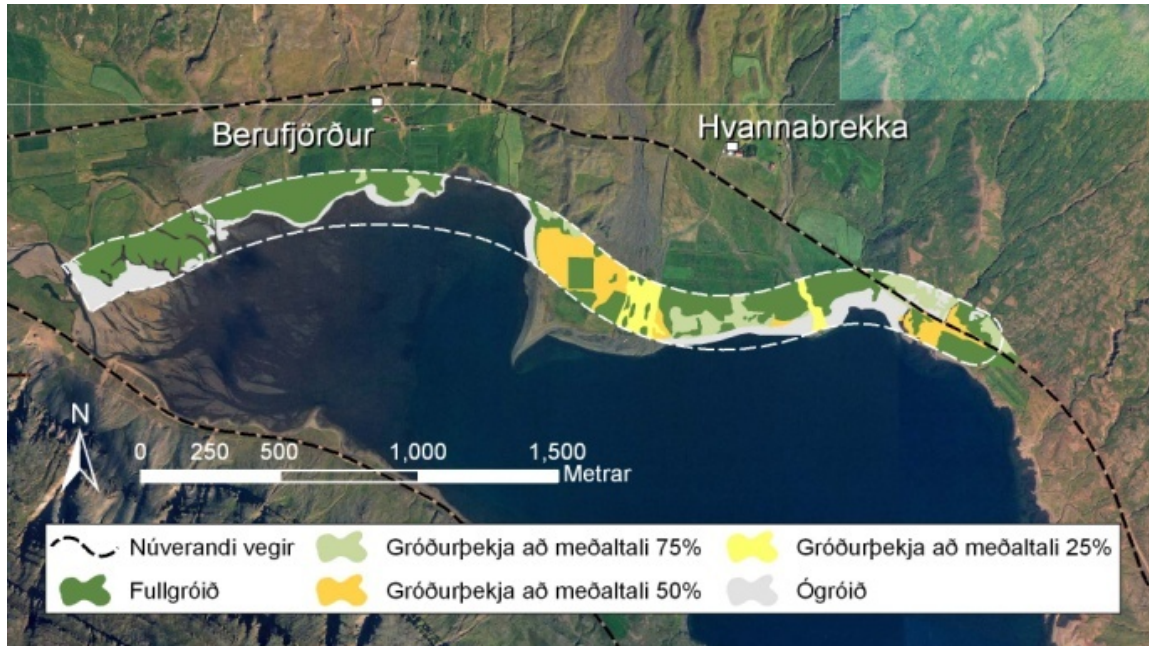 Hvannabrekka
Berufjörður
N
0 250 500 1,000 1,500
Metrar
Núverandi vegir
Gróðurþekja að meðaltali 75%
Gróðurþekja að meðaltali 25%
Fullgróið
Gróðurþekja að meðaltali 50%
Ógróið